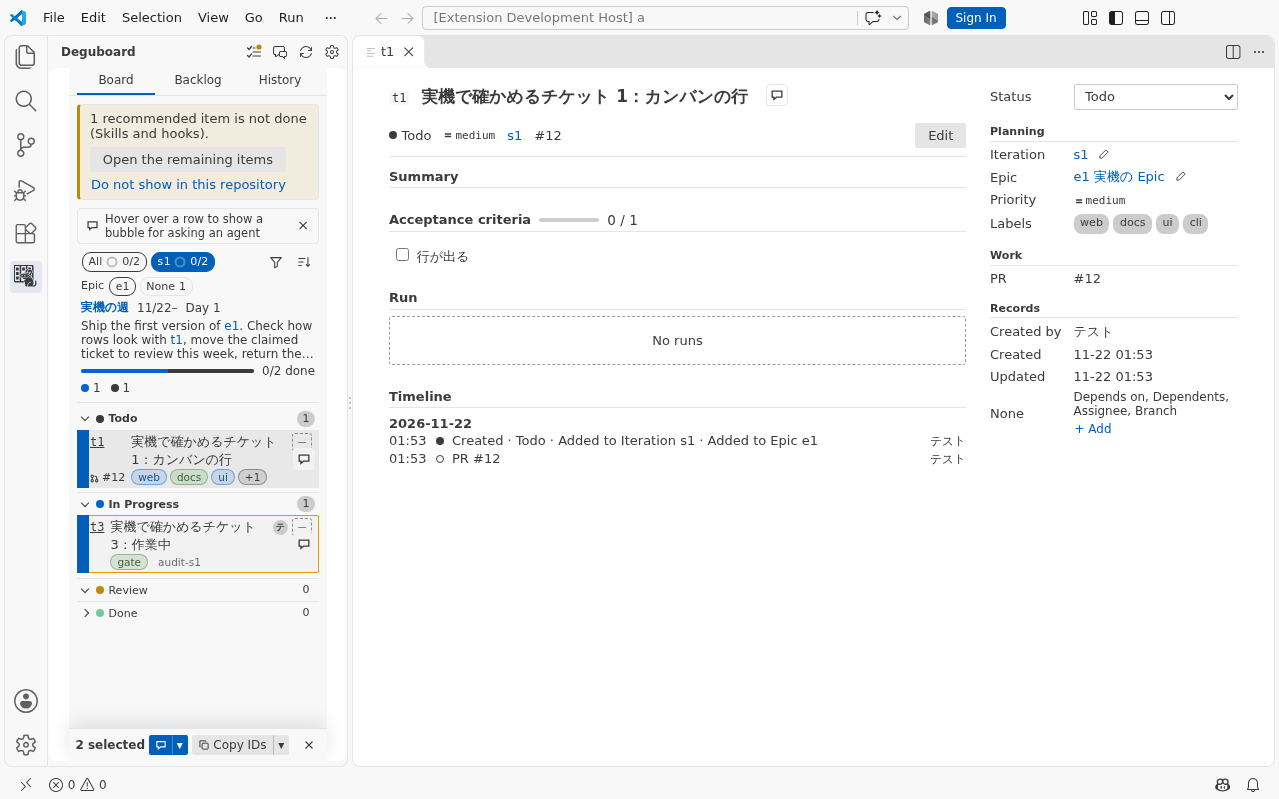 File Edit Selection View Go Run ···
[Extension Development Host] a
Sign In
Deguboard
Board Backlog History
1 recommended item is not done
(Skills and hooks).
Open the remaining items
Do not show in this repository
Hover over a row to show a
bubble for asking an agent
All 0/2 s1 0/2
Epic e1 None 1
実機の週 11/22– Day 1
Ship the first version of e1. Check how
rows look with t1, move the claimed
ticket to review this week, return the…
0/2 done
1 1
Todo 1
t1 実機で確かめるチケット
1：カンバンの行
#12 web docs ui +1
In Progress 1
t3 実機で確かめるチケット テ
3：作業中
gate audit-s1
Review 0
Done 0
2 selected Copy IDs
t1
t1 実機で確かめるチケット 1：カンバンの行
Todo medium s1 #12 Edit
Summary
Acceptance criteria 0 / 1
行が出る
Run
No runs
Timeline
2026-11-22
01:53 Created · Todo · Added to Iteration s1 · Added to Epic e1 テスト
01:53 PR #12 テスト
Status Todo
Planning
Iteration s1
Epic e1 実機の Epic
Priority medium
Labels web docs ui cli
Work
PR #12
Records
Created by テスト
Created 11-22 01:53
Updated 11-22 01:53
None Depends on, Dependents,
Assignee, Branch
+ Add
0 0